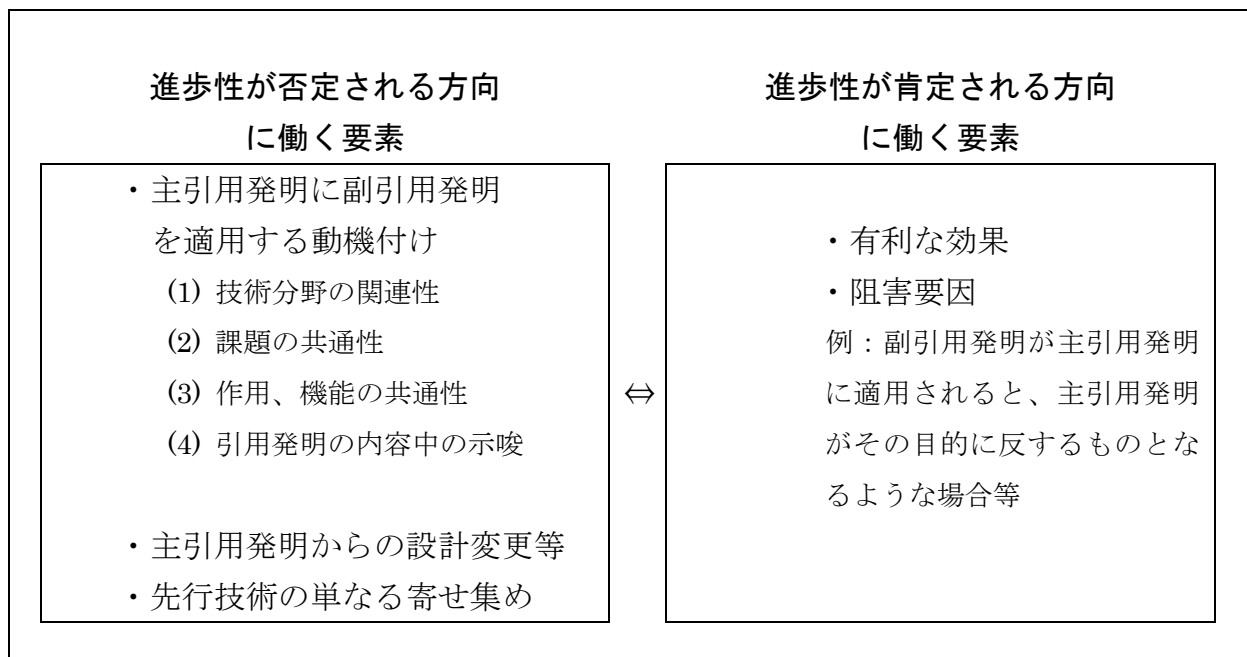 進歩性が否定される方向
に働く要素
・主引用発明に副引用発明
を適用する動機付け
(1) 技術分野の関連性
(2) 課題の共通性
(3) 作用、機能の共通性
(4) 引用発明の内容中の示唆
・主引用発明からの設計変更等
・先行技術の単なる寄せ集め
⇔
進歩性が肯定される方向
に働く要素
・有利な効果
・阻害要因
例：副引用発明が主引用発明
に適用されると、主引用発明
がその目的に反するものとな
るような場合等